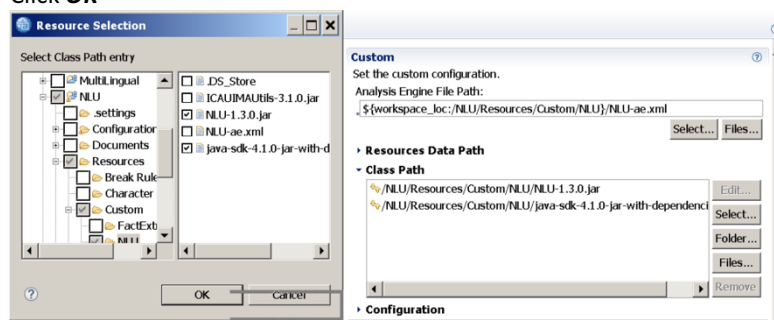 Click OK
Resource Selection
Select Class Path entry
MultiLingual
NLU
.settings
Configuration
Documents
Resources
Break Rule
Character
Custom
FactExt
NLU
.DS_Store
ICAUIMAUtils-3.1.0.jar
NLU-1.3.0.jar
NLU-ae.xml
java-sdk-4.1.0-jar-with-d
OK
Cancel
Custom
Set the custom configuration.
Analysis Engine File Path:
${workspace_loc:/NLU/Resources/Custom/NLU}/NLU-ae.xml
Select... Files...
Resources Data Path
Class Path
/NLU/Resources/Custom/NLU/NLU-1.3.0.jar
/NLU/Resources/Custom/NLU/java-sdk-4.1.0-jar-with-dependenci
Edit...
Select...
Folder...
Files...
Remove
Configuration